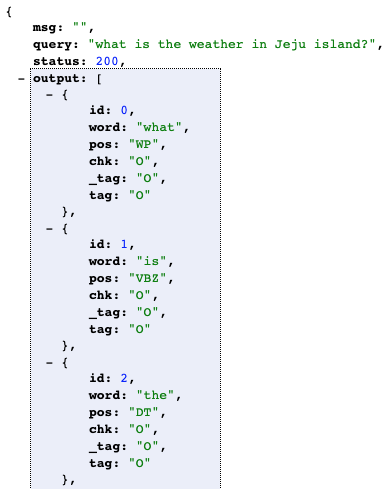 {
msg: "",
query: "what is the weather in Jeju island?",
status: 200,
- output: [
- {
id: 0,
word: "what",
pos: "WP",
chk: "O",
_tag: "O",
tag: "O"
},
- {
id: 1,
word: "is",
pos: "VBZ",
chk: "O",
_tag: "O",
tag: "O"
},
- {
id: 2,
word: "the",
pos: "DT",
chk: "O",
_tag: "O",
tag: "O"
},